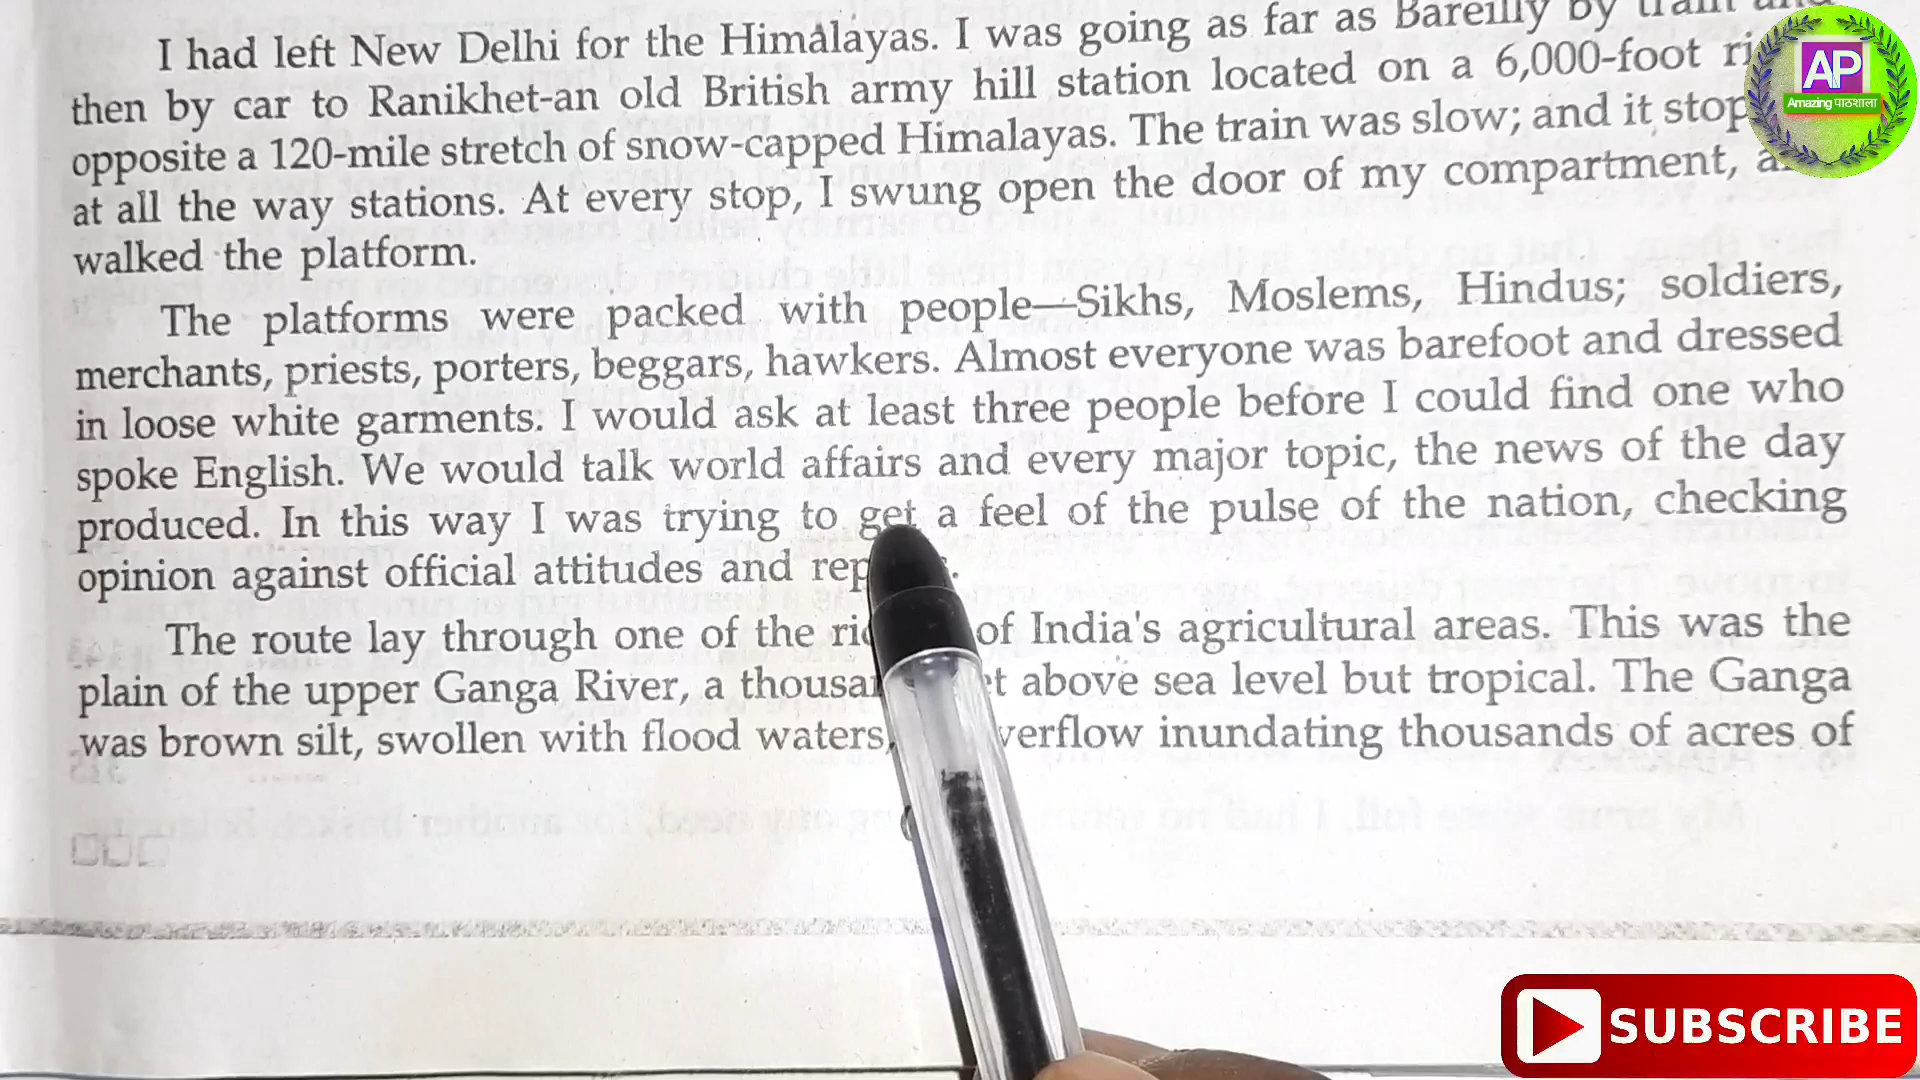 I had left New Delhi for the Himalayas. I was going as far as Bareilly by train
then by car to Ranikhet-an old British army hill station located on a 6,000-foot
opposite a 120-mile stretch of snow-capped Himalayas. The train was slow; and it
at all the way stations. At every stop, I swung open the door of my compartment,
walked the platform.
The platforms were packed with people—Sikhs, Moslems, Hindus; soldiers,
merchants, priests, porters, beggars, hawkers. Almost everyone was barefoot and dressed
in loose white garments. I would ask at least three people before I could find one who
spoke English. We would talk world affairs and every major topic, the news of the day
produced. In this way I was trying to get a feel of the pulse of the nation, checking
opinion against official attitudes and
The route lay through one of the of India's agricultural areas. This was the
plain of the upper Ganga River, a above sea level but tropical. The Ganga
was brown silt, swollen with flood waters, inundating thousands of acres of
AP
Amazing पाठशाला
SUBSCRIBE